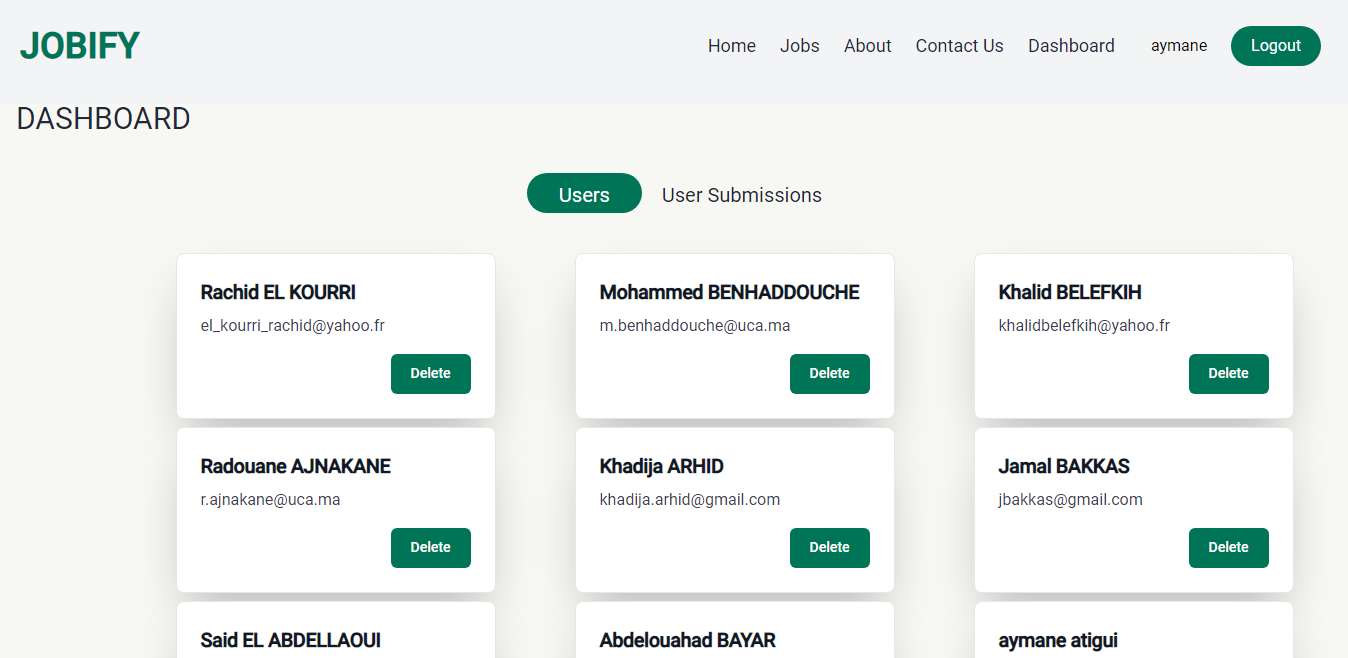 JOBIFY
Home Jobs About Contact Us Dashboard aymane Logout
DASHBOARD
Users User Submissions
Rachid EL KOURRI
el_kourri_rachid@yahoo.fr
Delete
Mohammed BENHADDOUCHE
m.benhaddouche@uca.ma
Delete
Khalid BELEFKIH
khalidbelefkih@yahoo.fr
Delete
Radouane AJNAKANE
r.ajnakane@uca.ma
Delete
Khadija ARHID
khadija.arhid@gmail.com
Delete
Jamal BAKKAS
jbakkas@gmail.com
Delete
Said EL ABDELLAOUI
Abdelouahad BAYAR
aymane atigui